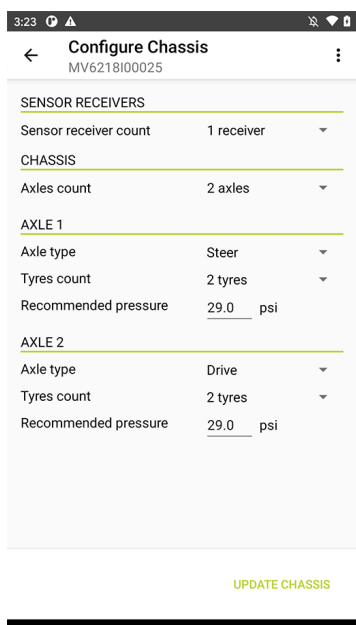 3:23
Configure Chassis
MV6218I00025
SENSOR RECEIVERS
Sensor receiver count 1 receiver
CHASSIS
Axles count 2 axles
AXLE 1
Axle type Steer
Tyres count 2 tyres
Recommended pressure 29.0 psi
AXLE 2
Axle type Drive
Tyres count 2 tyres
Recommended pressure 29.0 psi
UPDATE CHASSIS